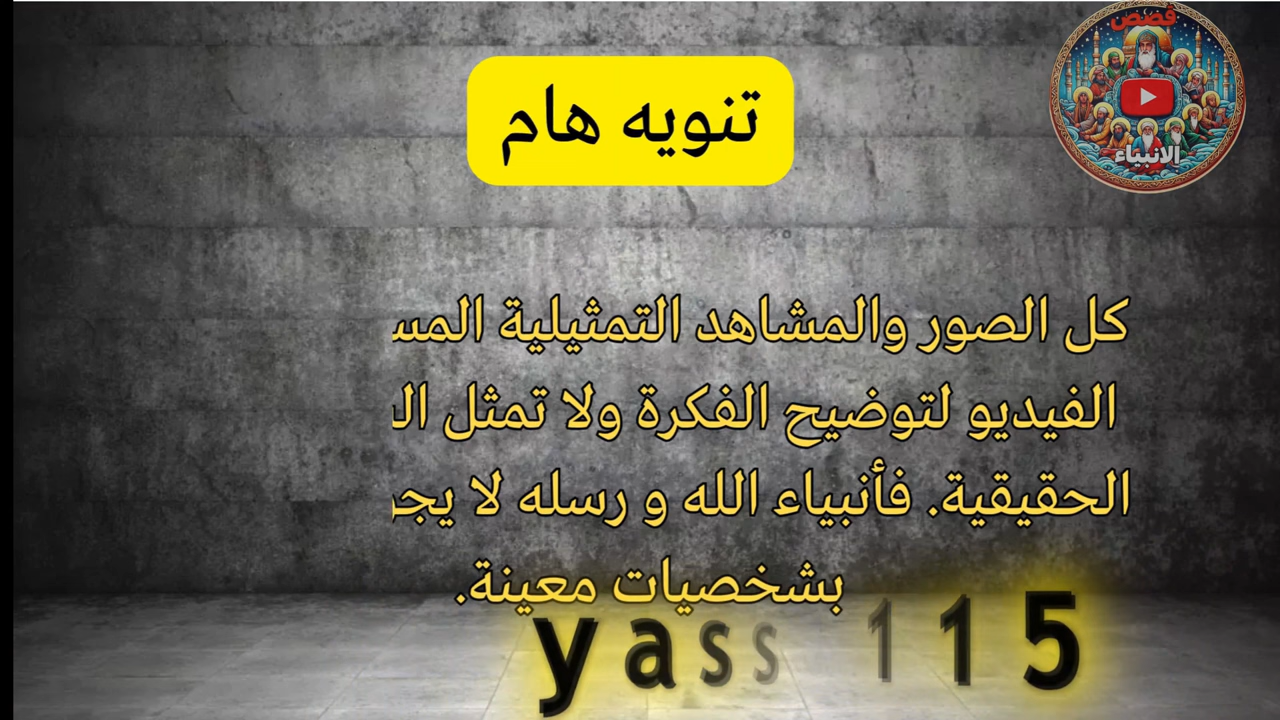 قصص
الانبياء
تنويه هام
كل الصور والمشاهد التمثيلية
الفيديو لتوضيح الفكرة ولا تمثل
الحقيقية. فأنبياء الله و رسله لا
بشخصيات معينة.
yass 115